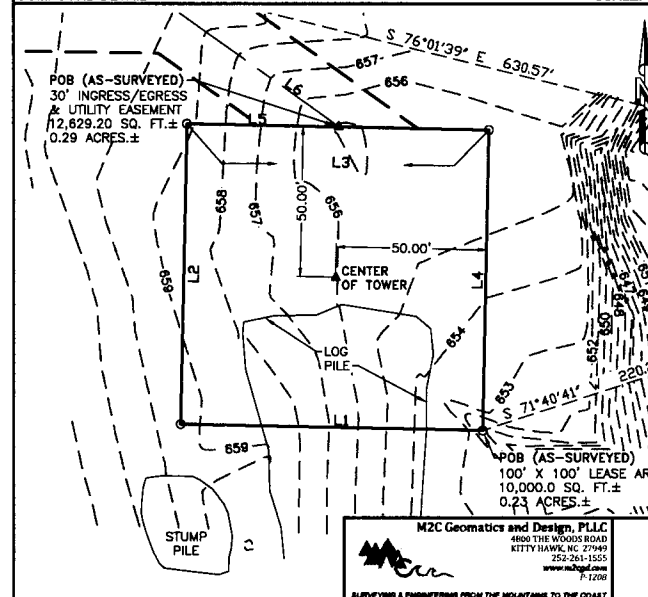 S 76°01'39" E 630.57'
657
656
POB (AS-SURVEYED)
30' INGRESS/EGRESS
& UTILITY EASEMENT
12,629.20 SQ. FT.±
0.29 ACRES.±
L6
L5
L3
658
657
656
50.00'
50.00'
659
L2
L4
CENTER
OF TOWER
647
648
650
652
LOG
PILE
654
653
220.
S 71°40'41"
L1
659
POB (AS-SURVEYED)
100' X 100' LEASE AR
10,000.0 SQ. FT.±
0.23 ACRES.±
STUMP
PILE
M2C Geomatics and Design, PLLC
4800 THE WOODS ROAD
KITTY HAWK, NC 27949
252-261-1555
www.m2cgd.com
P-1208
SURVEYING & ENGINEERING FROM THE MOUNTAINS TO THE COAST